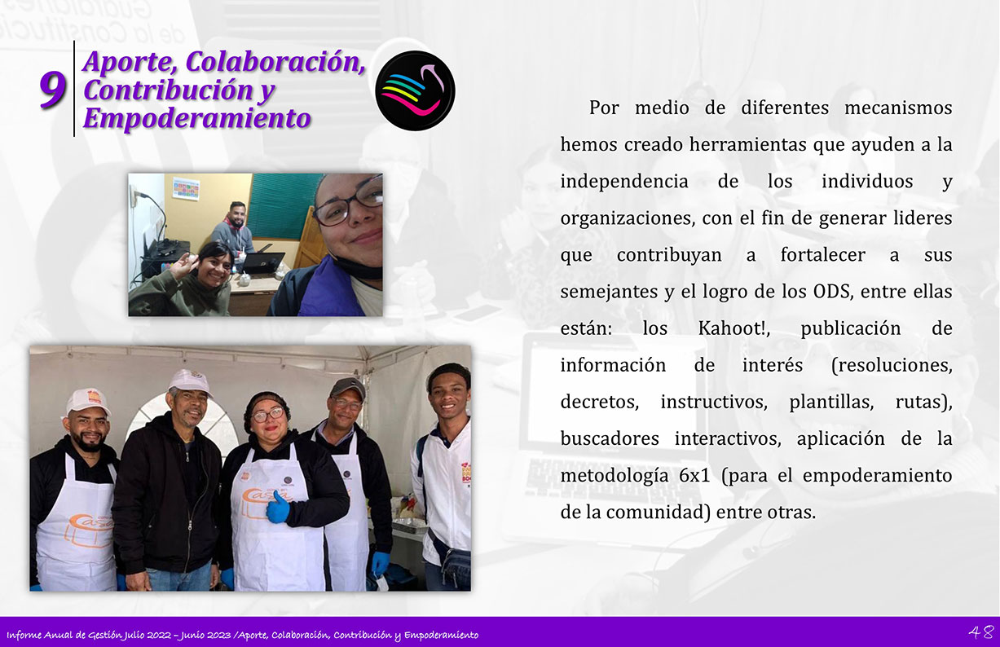 Guardianes
de la Constitución
9
Aporte, Colaboración,
Contribución y
Empoderamiento
Por medio de diferentes mecanismos
hemos creado herramientas que ayuden a la
independencia de los individuos y
organizaciones, con el fin de generar lideres
que contribuyan a fortalecer a sus
semejantes y el logro de los ODS, entre ellas
están: los Kahoot!, publicación de
información de interés (resoluciones,
decretos, instructivos, plantillas, rutas),
buscadores interactivos, aplicación de la
metodología 6x1 (para el empoderamiento
de la comunidad) entre otras.
Informe Anual de Gestión Julio 2022 – Junio 2023 /Aporte, Colaboración, Contribución y Empoderamiento
48